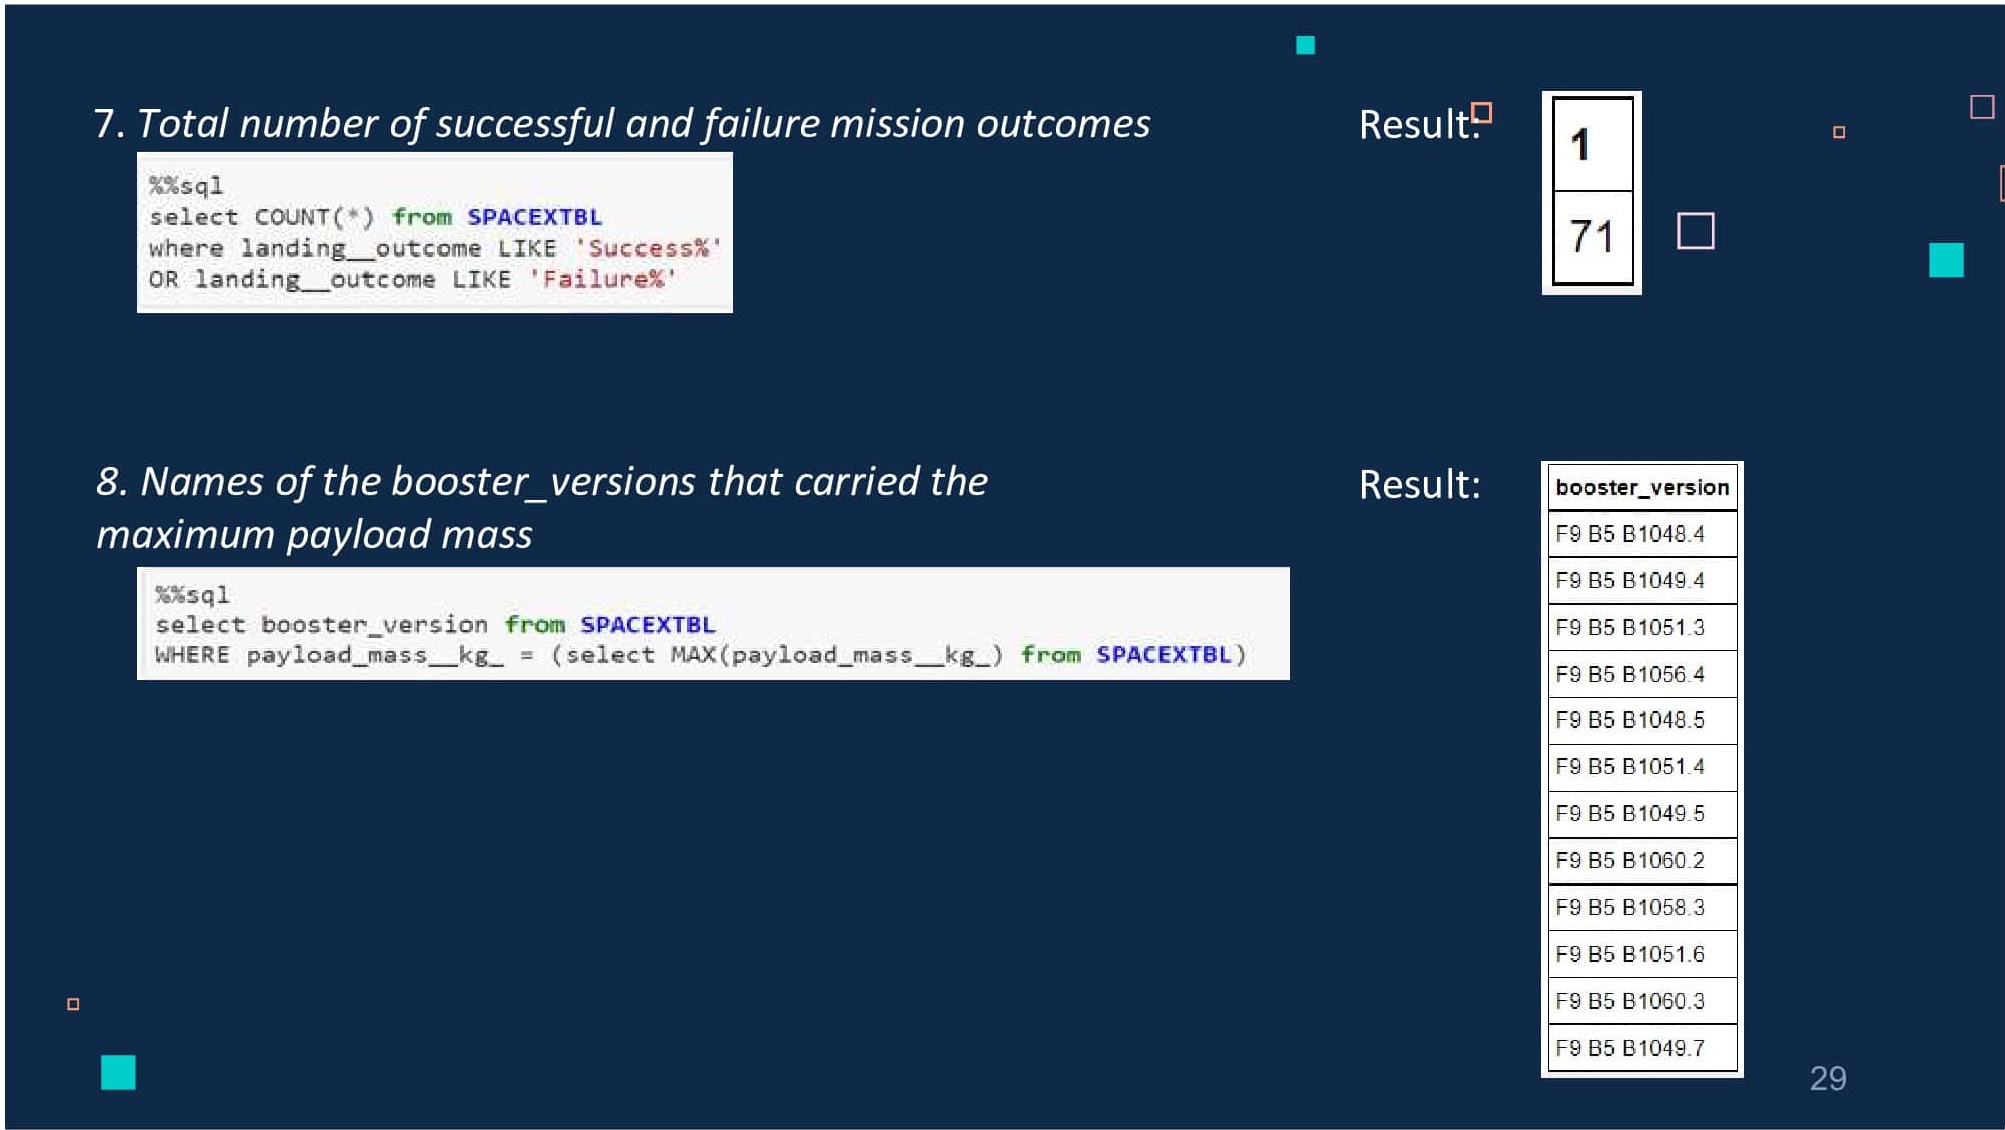 7. Total number of successful and failure mission outcomes
%%sql
select COUNT(*) from SPACEXTBL
where landing__outcome LIKE 'Success%'
OR landing__outcome LIKE 'Failure%'
Result:
1
71
8. Names of the booster_versions that carried the
maximum payload mass
%%sql
select booster_version from SPACEXTBL
WHERE payload_mass__kg_ = (select MAX(payload_mass__kg_) from SPACEXTBL)
Result:
booster_version
F9 B5 B1048.4
F9 B5 B1049.4
F9 B5 B1051.3
F9 B5 B1056.4
F9 B5 B1048.5
F9 B5 B1051.4
F9 B5 B1049.5
F9 B5 B1060.2
F9 B5 B1058.3
F9 B5 B1051.6
F9 B5 B1060.3
F9 B5 B1049.7
29